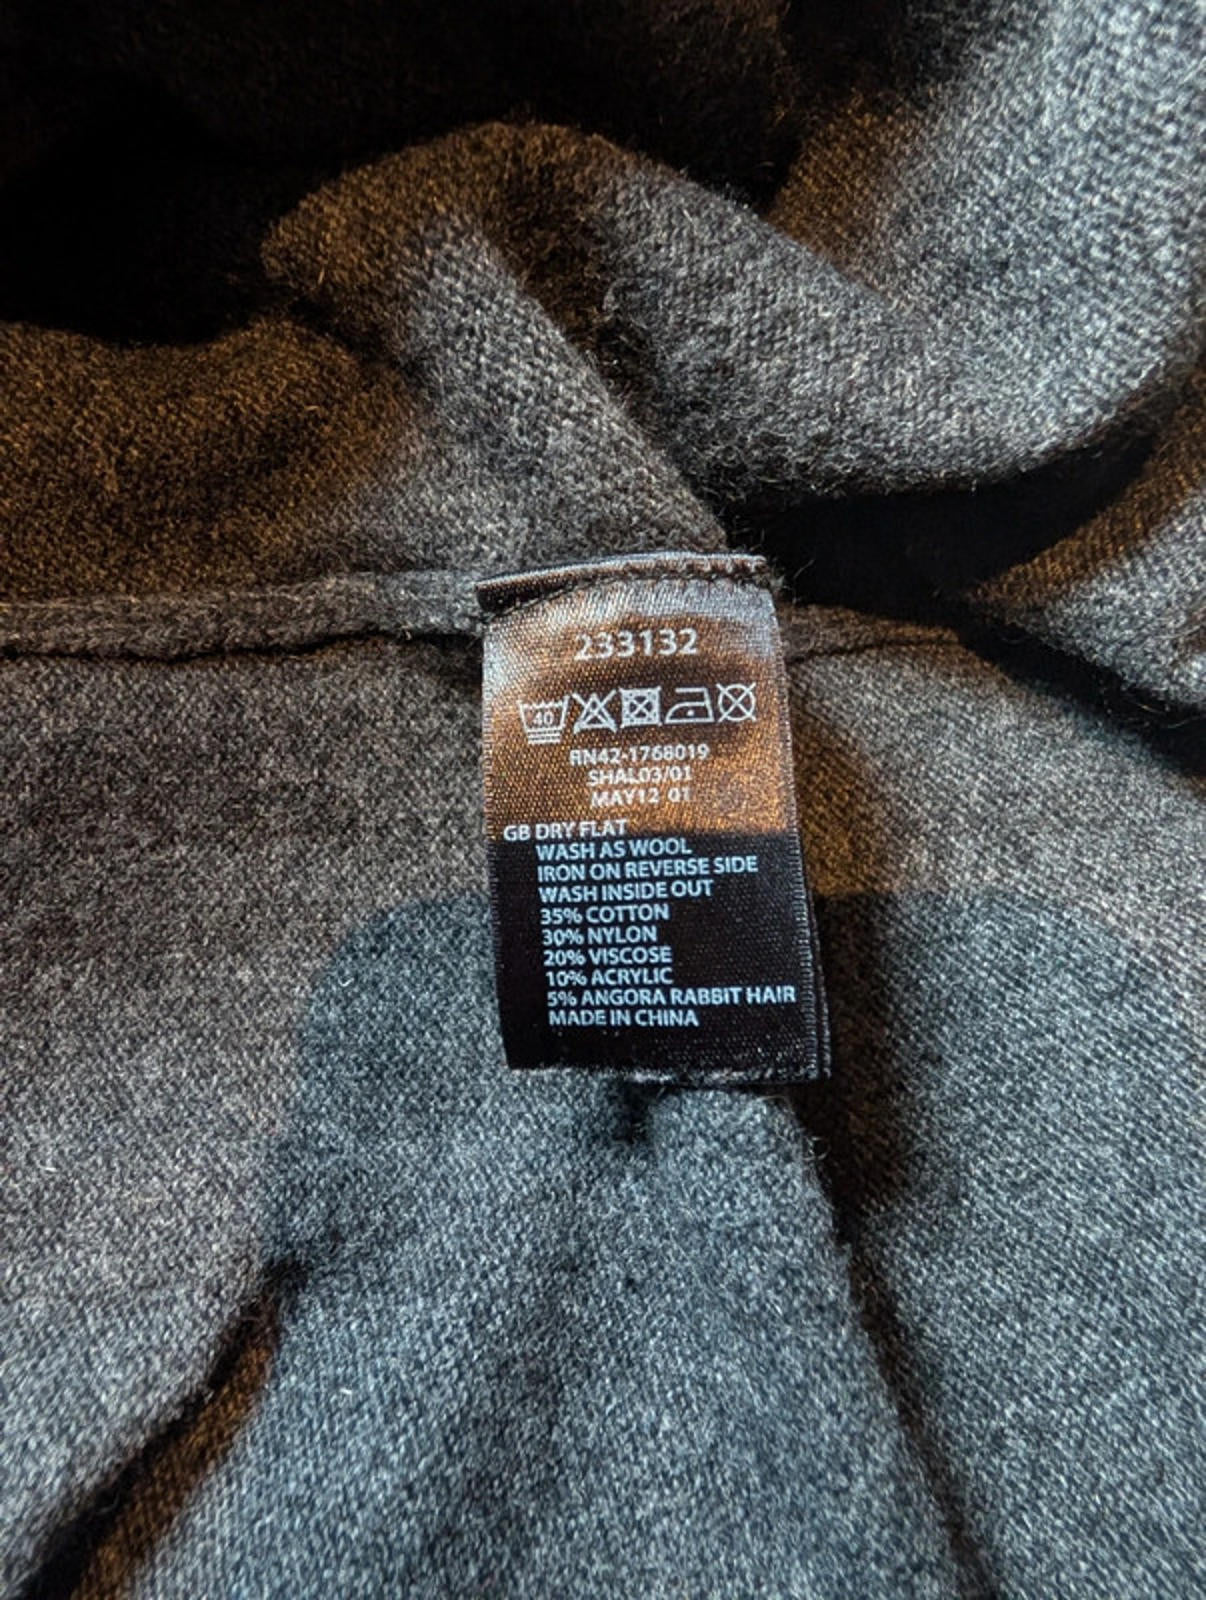 233132
40
RN42-1768019
SHAL03/01
MAY12 01
GB DRY FLAT
WASH AS WOOL
IRON ON REVERSE SIDE
WASH INSIDE OUT
35% COTTON
30% NYLON
20% VISCOSE
10% ACRYLIC
5% ANGORA RABBIT HAIR
MADE IN CHINA